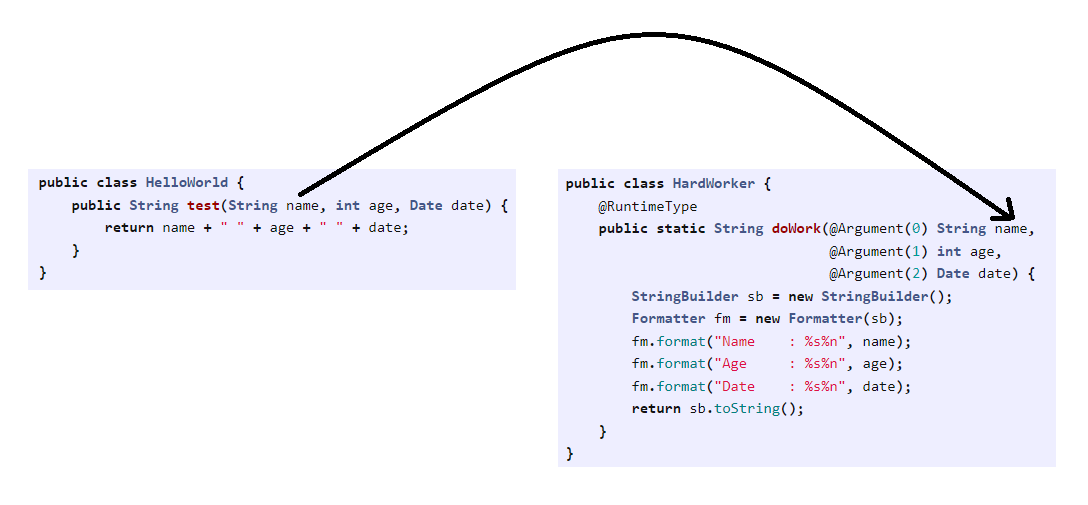 public class HelloWorld {
    public String test(String name, int age, Date date) {
        return name + " " + age + " " + date;
    }
}
public class HardWorker {
    @RuntimeType
    public static String doWork(@Argument(0) String name,
                                @Argument(1) int age,
                                @Argument(2) Date date) {
        StringBuilder sb = new StringBuilder();
        Formatter fm = new Formatter(sb);
        fm.format("Name    : %s%n", name);
        fm.format("Age     : %s%n", age);
        fm.format("Date    : %s%n", date);
        return sb.toString();
    }
}